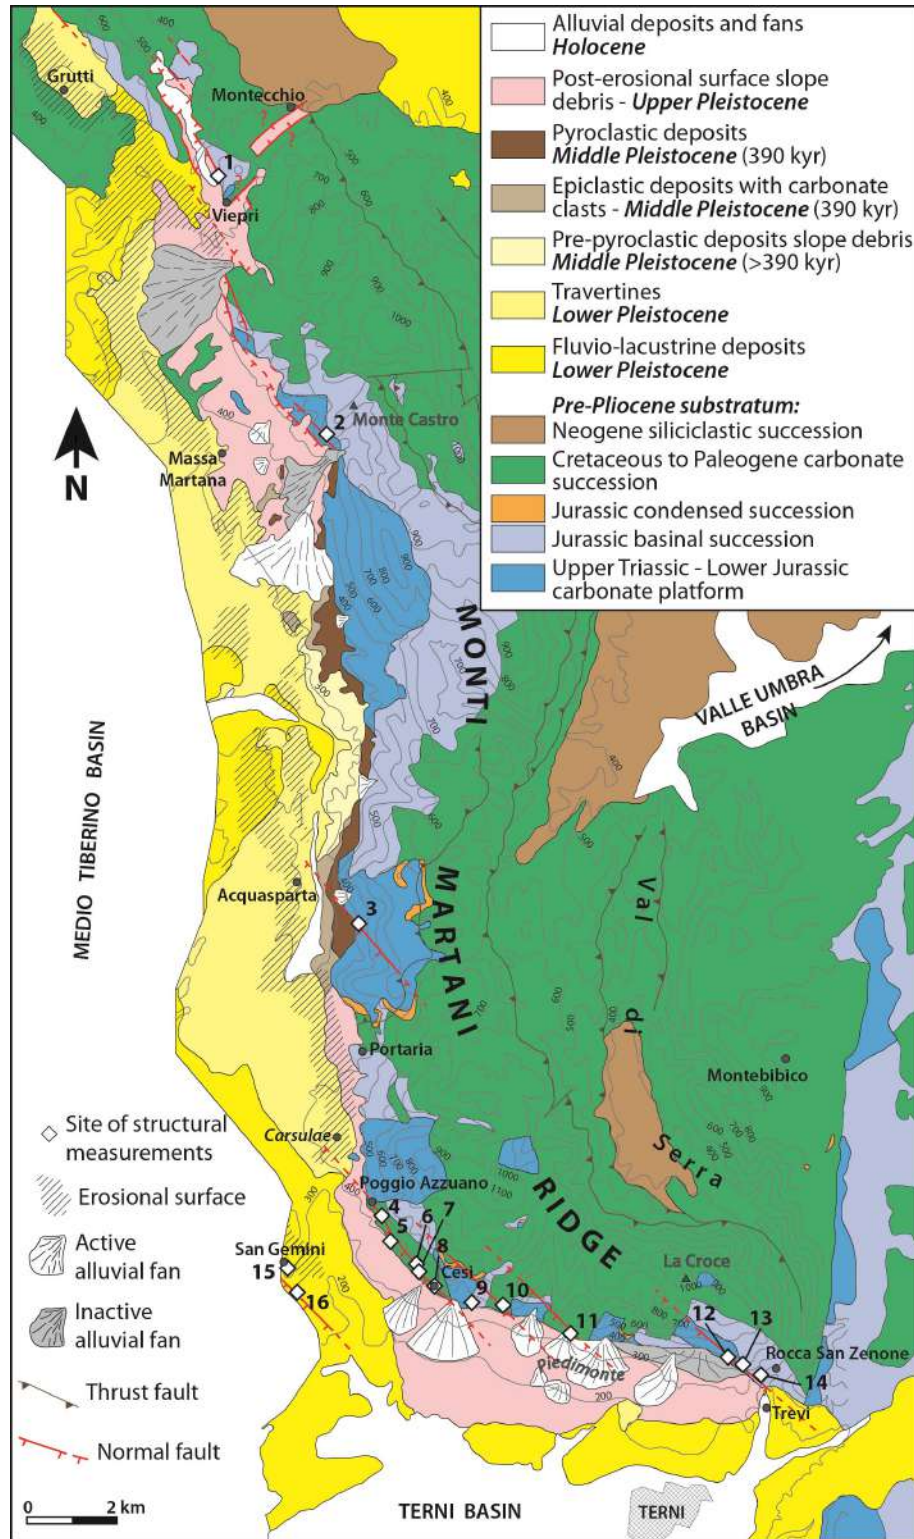 Alluvial deposits and fans
Holocene
Post-erosional surface slope
debris - Upper Pleistocene
Pyroclastic deposits
Middle Pleistocene (390 kyr)
Epiclastic deposits with carbonate
clasts - Middle Pleistocene (390 kyr)
Pre-pyroclastic deposits slope debris
Middle Pleistocene (>390 kyr)
Travertines
Lower Pleistocene
Fluvio-lacustrine deposits
Lower Pleistocene
Pre-Pliocene substratum:
Neogene siliciclastic succession
Cretaceous to Paleogene carbonate
succession
Jurassic condensed succession
Jurassic basinal succession
Upper Triassic - Lower Jurassic
carbonate platform
Grutti
Montecchio
1
Viepri
2
Monte Castro
Massa
Martana
N
MEDIO TIBERINO BASIN
MONTI
MARTANI
RIDGE
VALLE UMBRA
BASIN
Acquasparta
3
Val
di
Serra
Portaria
Montebibico
Carsulae
Poggio Azzuano
4
5
6
7
8
Cesi
9
10
11
La Croce
12
13
Rocca San Zenone
14
Trevi
San Gemini
15
16
Piedimonte
TERNI BASIN
TERNI
Site of structural
measurements
Erosional surface
Active
alluvial fan
Inactive
alluvial fan
Thrust fault
Normal fault
0 2 km